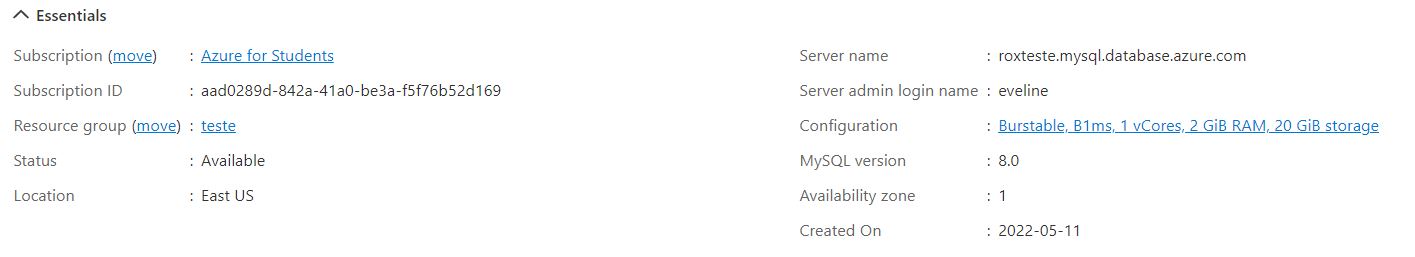 Essentials
Subscription (move) : Azure for Students
Subscription ID : aad0289d-842a-41a0-be3a-f5f76b52d169
Resource group (move) : teste
Status : Available
Location : East US
Server name : roxteste.mysql.database.azure.com
Server admin login name : eveline
Configuration : Burstable, B1ms, 1 vCores, 2 GiB RAM, 20 GiB storage
MySQL version : 8.0
Availability zone : 1
Created On : 2022-05-11